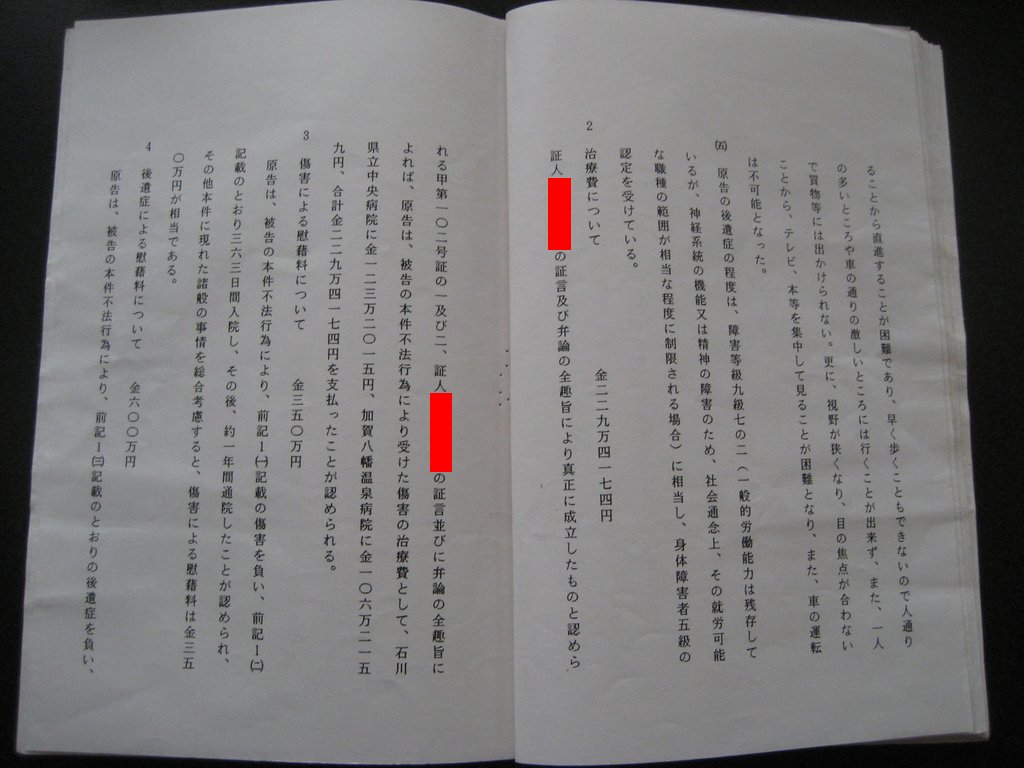 ることから直進することが困難であり、早く歩くこともできないので人通り
の多いところや車の通りの激しいところには行くことが出来ず、また、一人
で買物等には出かけられない。更に、視野が狭くなり、目の焦点が合わない
ことから、テレビ、本等を集中して見ることが困難となり、また、車の運転
は不可能となった。
㈤ 原告の後遺症の程度は、障害等級九級七の二（一般的労働能力は残存して
いるが、神経系統の機能又は精神の障害のため、社会通念上、その就労可能
な職種の範囲が相当な程度に制限される場合）に相当し、身体障害者五級の
認定を受けている。
2 治療費について 金二二九万四一七四円
証人 の証言及び弁論の全趣旨により真正に成立したものと認めら
れる甲第一〇二号証の一及び二、証人 の証言並びに弁論の全趣旨に
よれば、原告は、被告の本件不法行為により受けた傷害の治療費として、石川
県立中央病院に金一二三万二〇一五円、加賀八幡温泉病院に金一〇六万二一五
九円、合計金二二九万四一七四円を支払ったことが認められる。
3 傷害による慰藉料について 金三五〇万円
原告は、被告の本件不法行為により、前記1㈠記載の傷害を負い、前記1㈡
記載のとおり三六三日間入院し、その後、約一年間通院したことが認められ、
その他本件に現れた諸般の事情を総合考慮すると、傷害による慰藉料は金三五
〇万円が相当である。
4 後遺症による慰藉料について 金六〇〇万円
原告は、被告の本件不法行為により、前記1㈢記載のとおりの後遺症を負い、